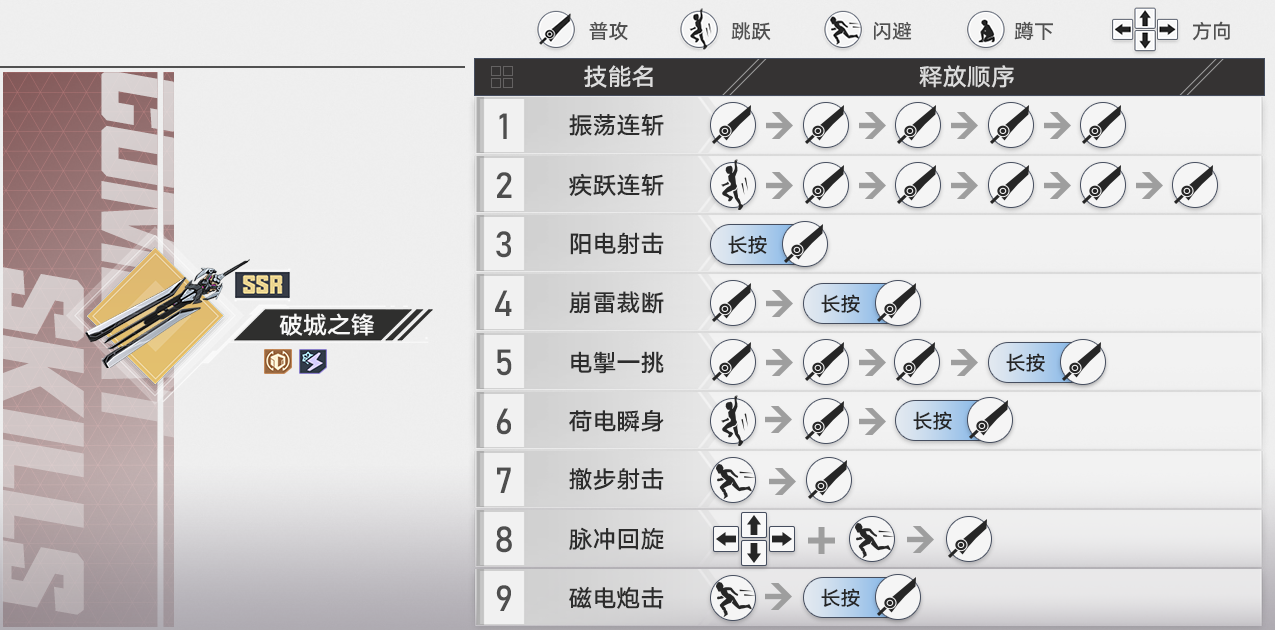 普攻 跳跃 闪避 蹲下 方向
技能名 释放顺序
GUMMI
SKILLS
SSR
破城之锋
1 振荡连斩
2 疾跃连斩
3 阳电射击 长按
4 崩雷裁断 长按
5 电掣一挑 长按
6 荷电瞬身 长按
7 撤步射击
8 脉冲回旋
9 磁电炮击 长按